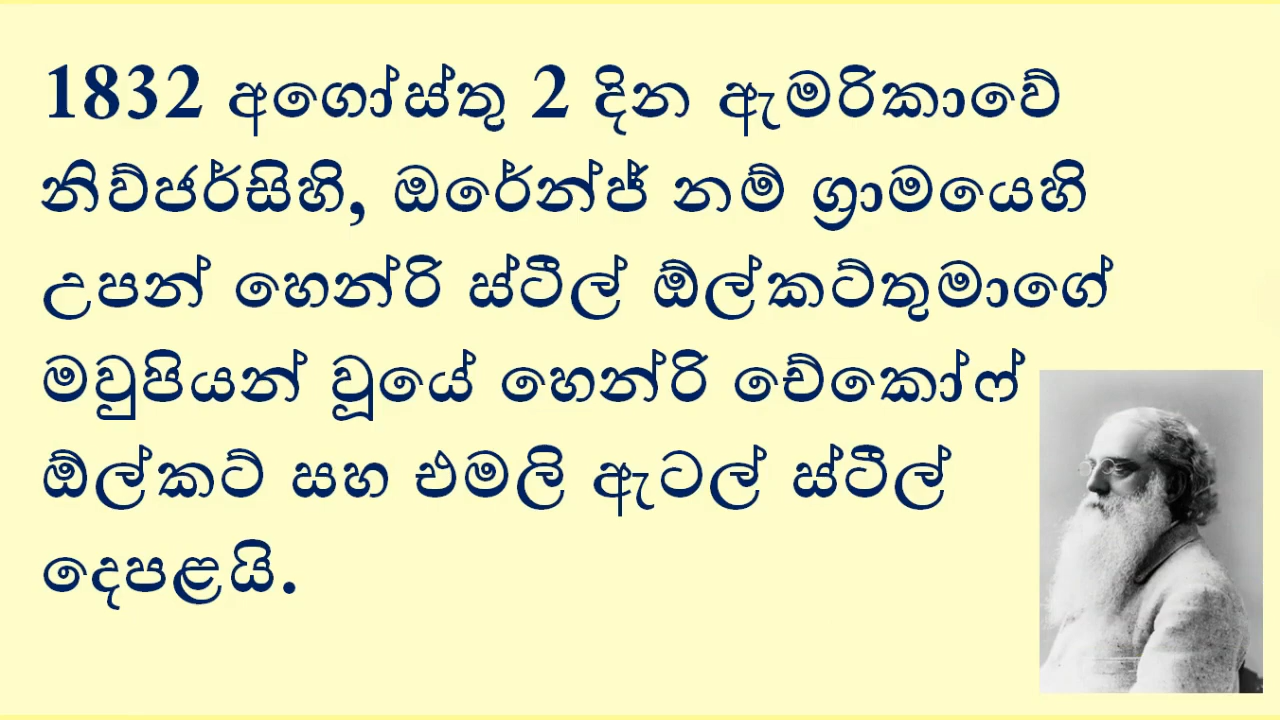 1832 අගෝස්තු 2 දින ඇමරිකාවේ
නිව්ජර්සිහි, ඔරේන්ජ් නම් ග්‍රාමයෙහි
උපන් හෙන්රි ස්ටීල් ඕල්කට්තුමාගේ
මවුපියන් වූයේ හෙන්රි චේකෝෆ්
ඕල්කට් සහ එමලි ඇටල් ස්ටීල්
දෙපළයි.